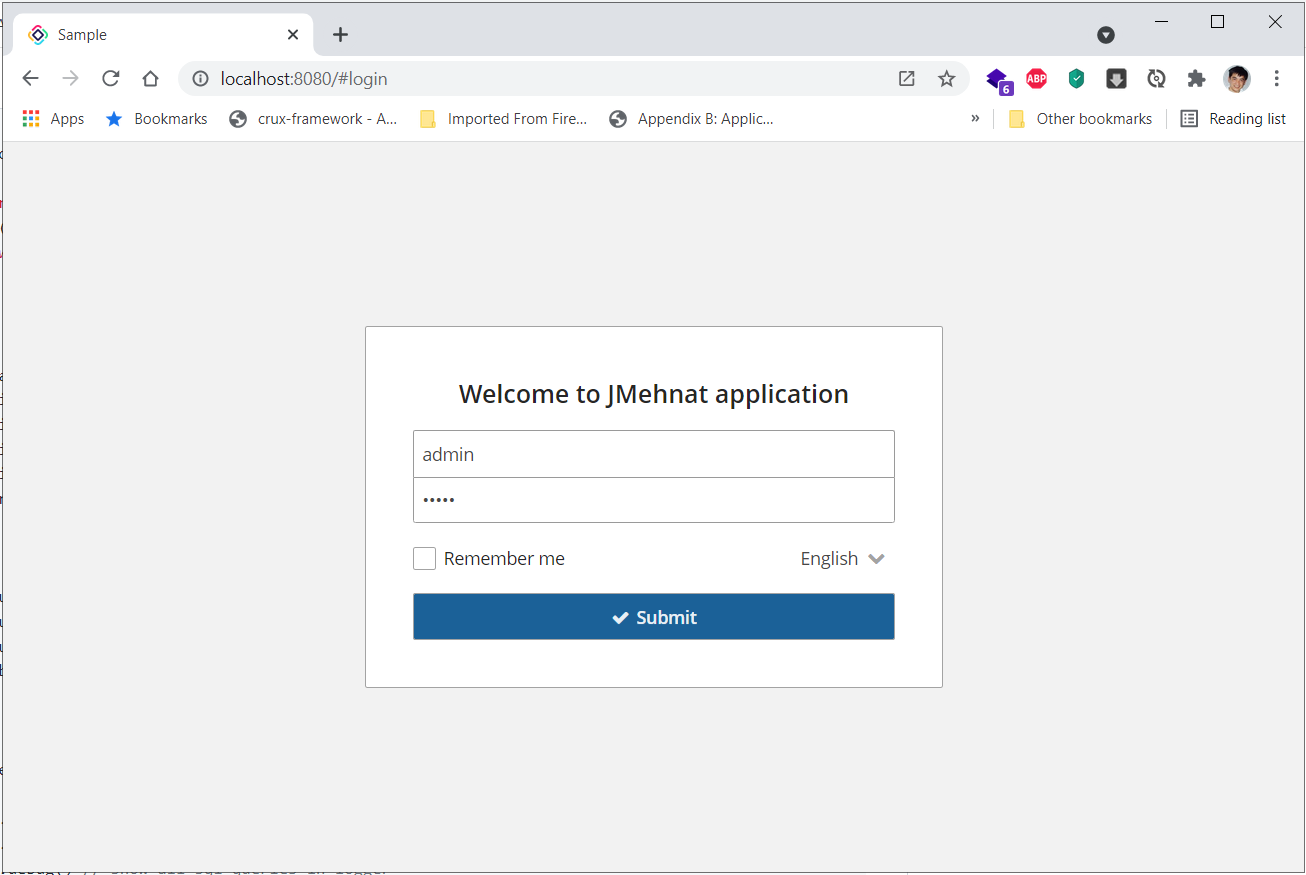 Sample
localhost:8080/#login
ABP
6
Apps Bookmarks crux-framework - A... Imported From Fire... Appendix B: Applic... » Other bookmarks Reading list
Welcome to JMehnat application
admin
•••••
Remember me English
Submit